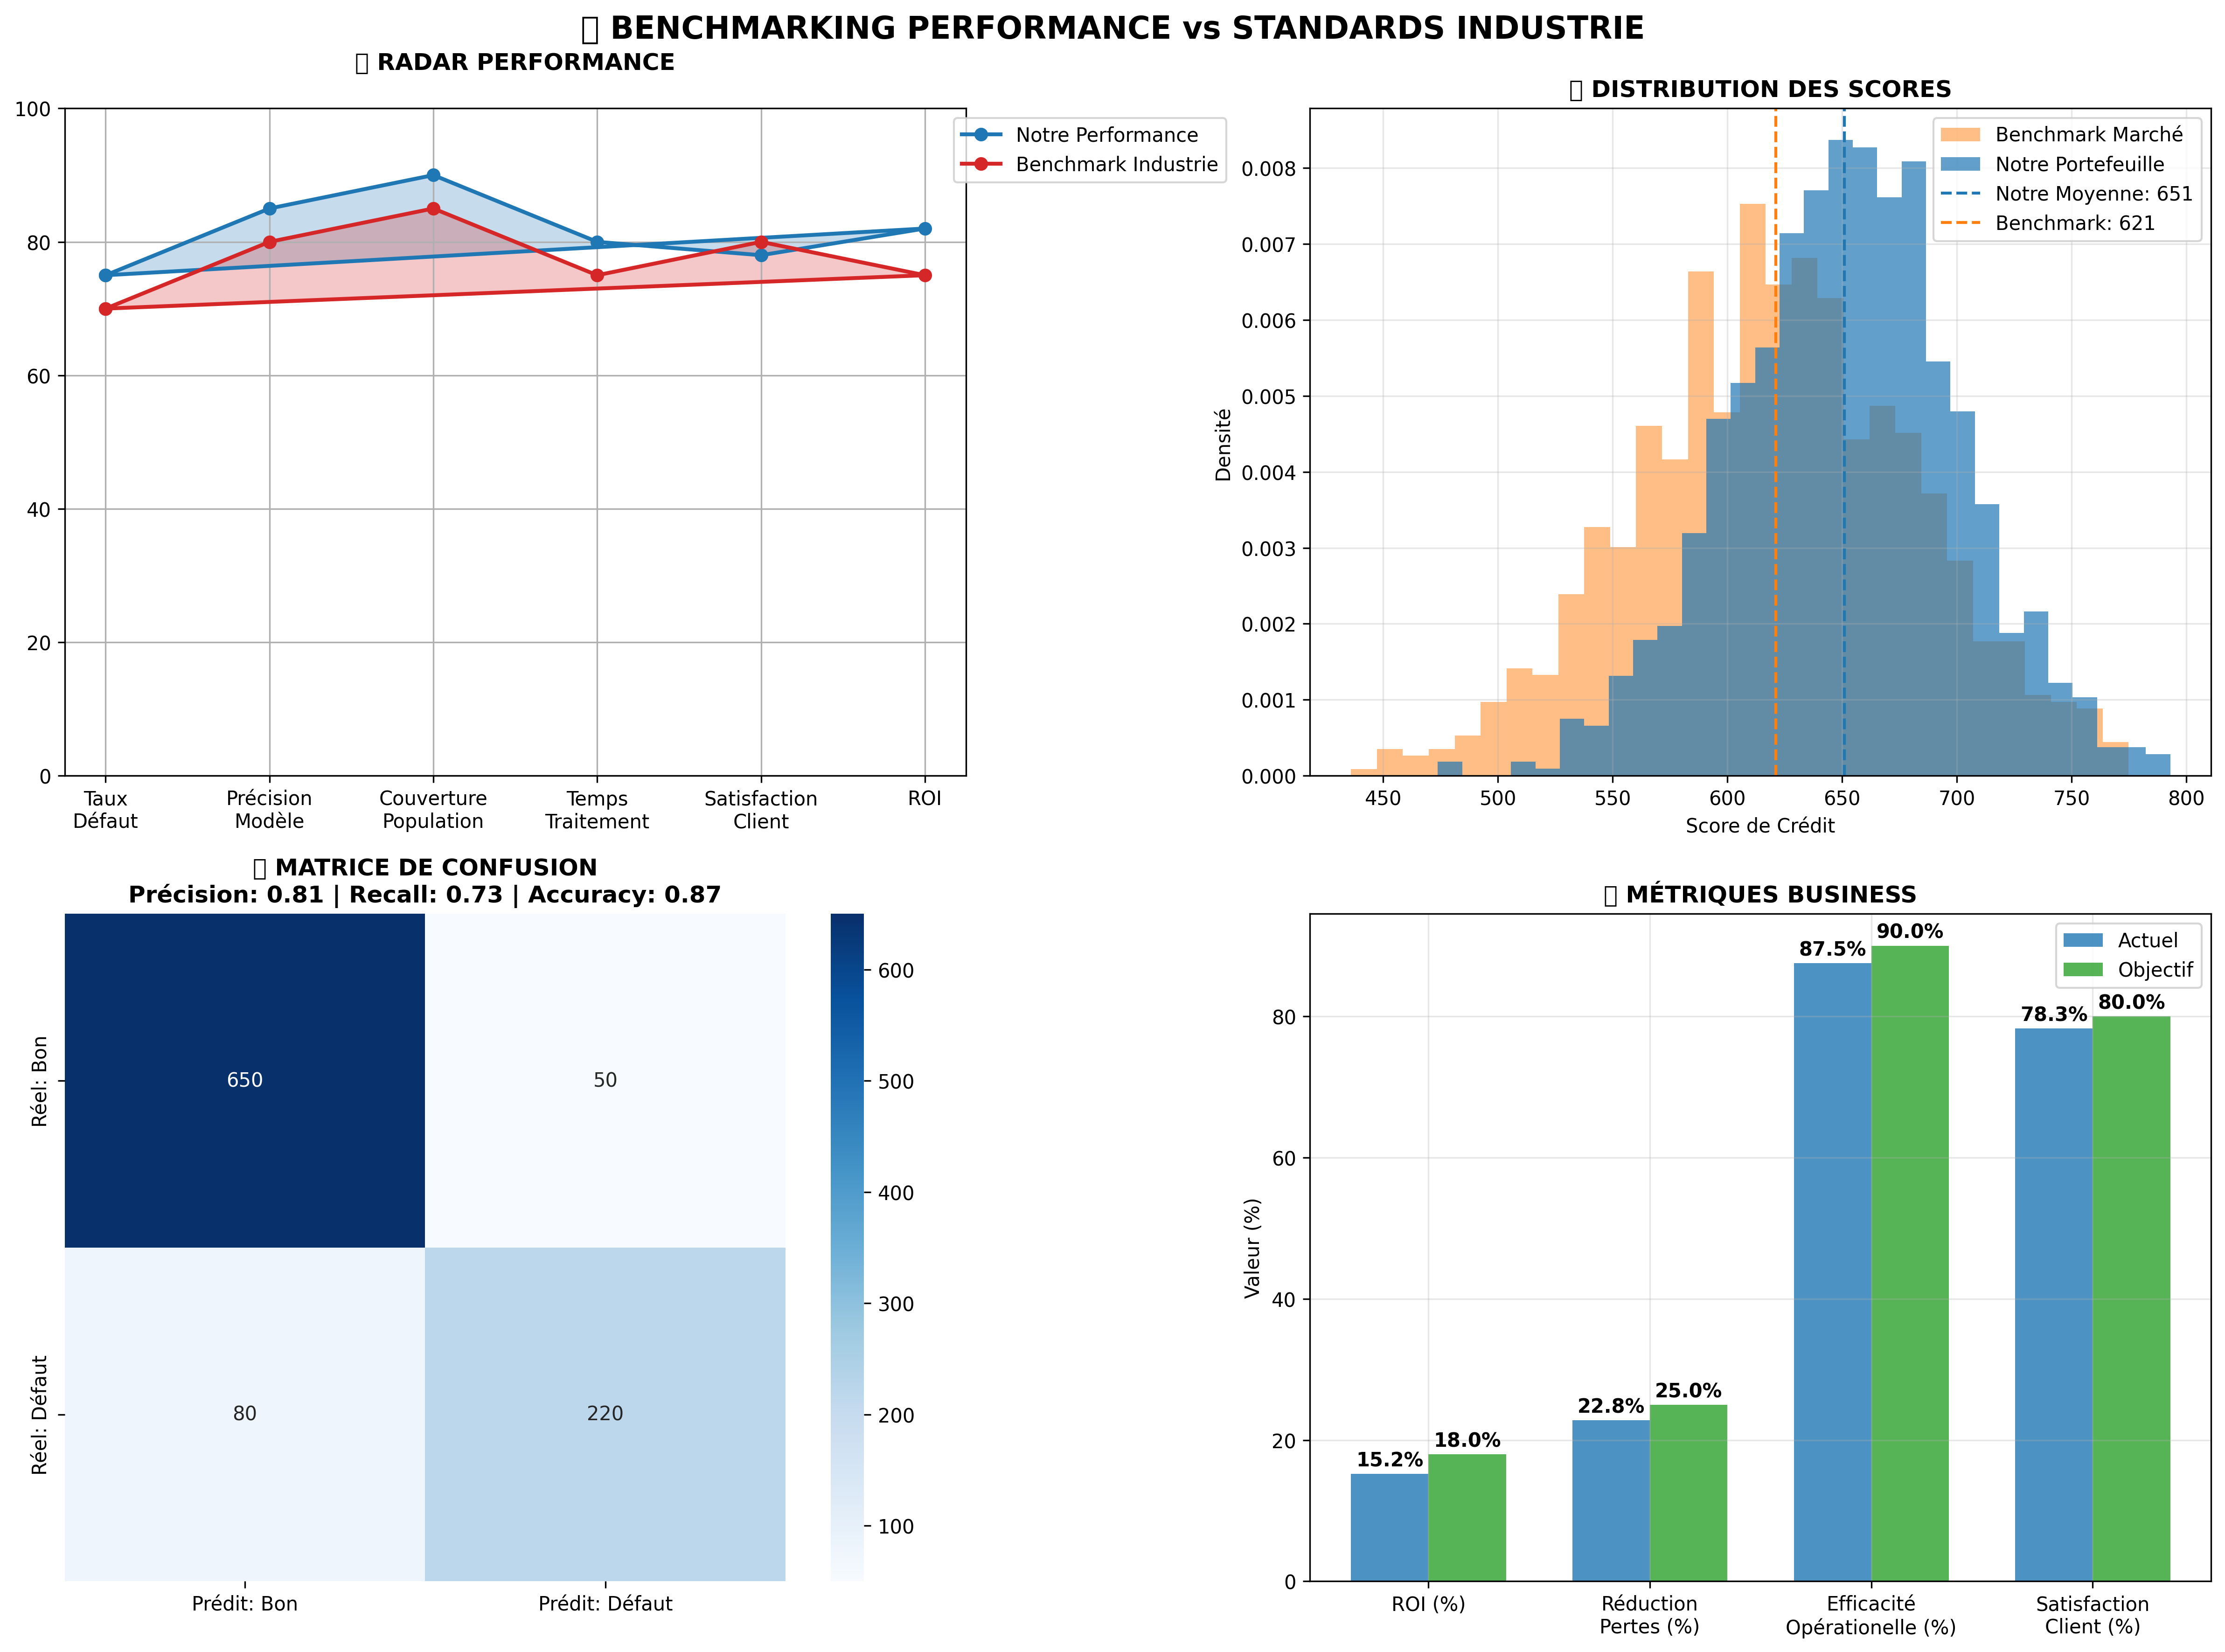 BENCHMARKING PERFORMANCE vs STANDARDS INDUSTRIE
RADAR PERFORMANCE
100
80
60
40
20
0
Taux
Défaut
Précision
Modèle
Couverture
Population
Temps
Traitement
Satisfaction
Client
ROI
Notre Performance
Benchmark Industrie
DISTRIBUTION DES SCORES
Densité
0.008
0.007
0.006
0.005
0.004
0.003
0.002
0.001
0.000
450
500
550
600
650
700
750
800
Score de Crédit
Benchmark Marché
Notre Portefeuille
Notre Moyenne: 651
Benchmark: 621
MATRICE DE CONFUSION
Précision: 0.81 | Recall: 0.73 | Accuracy: 0.87
Réel: Bon
Réel: Défaut
650
50
80
220
Prédit: Bon
Prédit: Défaut
600
500
400
300
200
100
MÉTRIQUES BUSINESS
Valeur (%)
80
60
40
20
0
15.2%
18.0%
22.8%
25.0%
87.5%
90.0%
78.3%
80.0%
Actuel
Objectif
ROI (%)
Réduction
Pertes (%)
Efficacité
Opérationelle (%)
Satisfaction
Client (%)